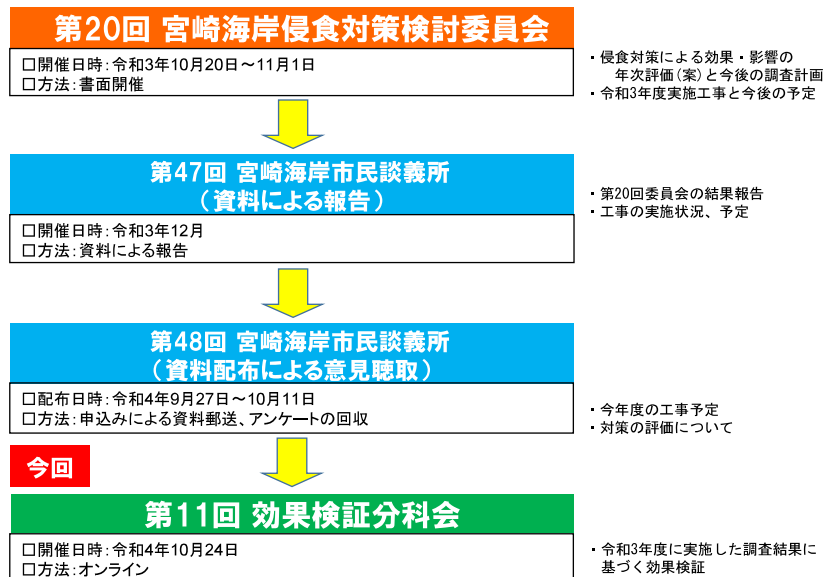 第20回 宮崎海岸侵食対策検討委員会
□開催日時:令和3年10月20日～11月1日
□方法:書面開催
・侵食対策による効果・影響の
年次評価(案)と今後の調査計画
・令和3年度実施工事と今後の予定
第47回 宮崎海岸市民談義所
(資料による報告)
□開催日時:令和3年12月
□方法:資料による報告
・第20回委員会の結果報告
・工事の実施状況、予定
第48回 宮崎海岸市民談義所
(資料配布による意見聴取)
□配布日時:令和4年9月27日～10月11日
□方法:申込みによる資料郵送、アンケートの回収
・今年度の工事予定
・対策の評価について
今回
第11回 効果検証分科会
□開催日時:令和4年10月24日
□方法:オンライン
・令和3年度に実施した調査結果に
基づく効果検証